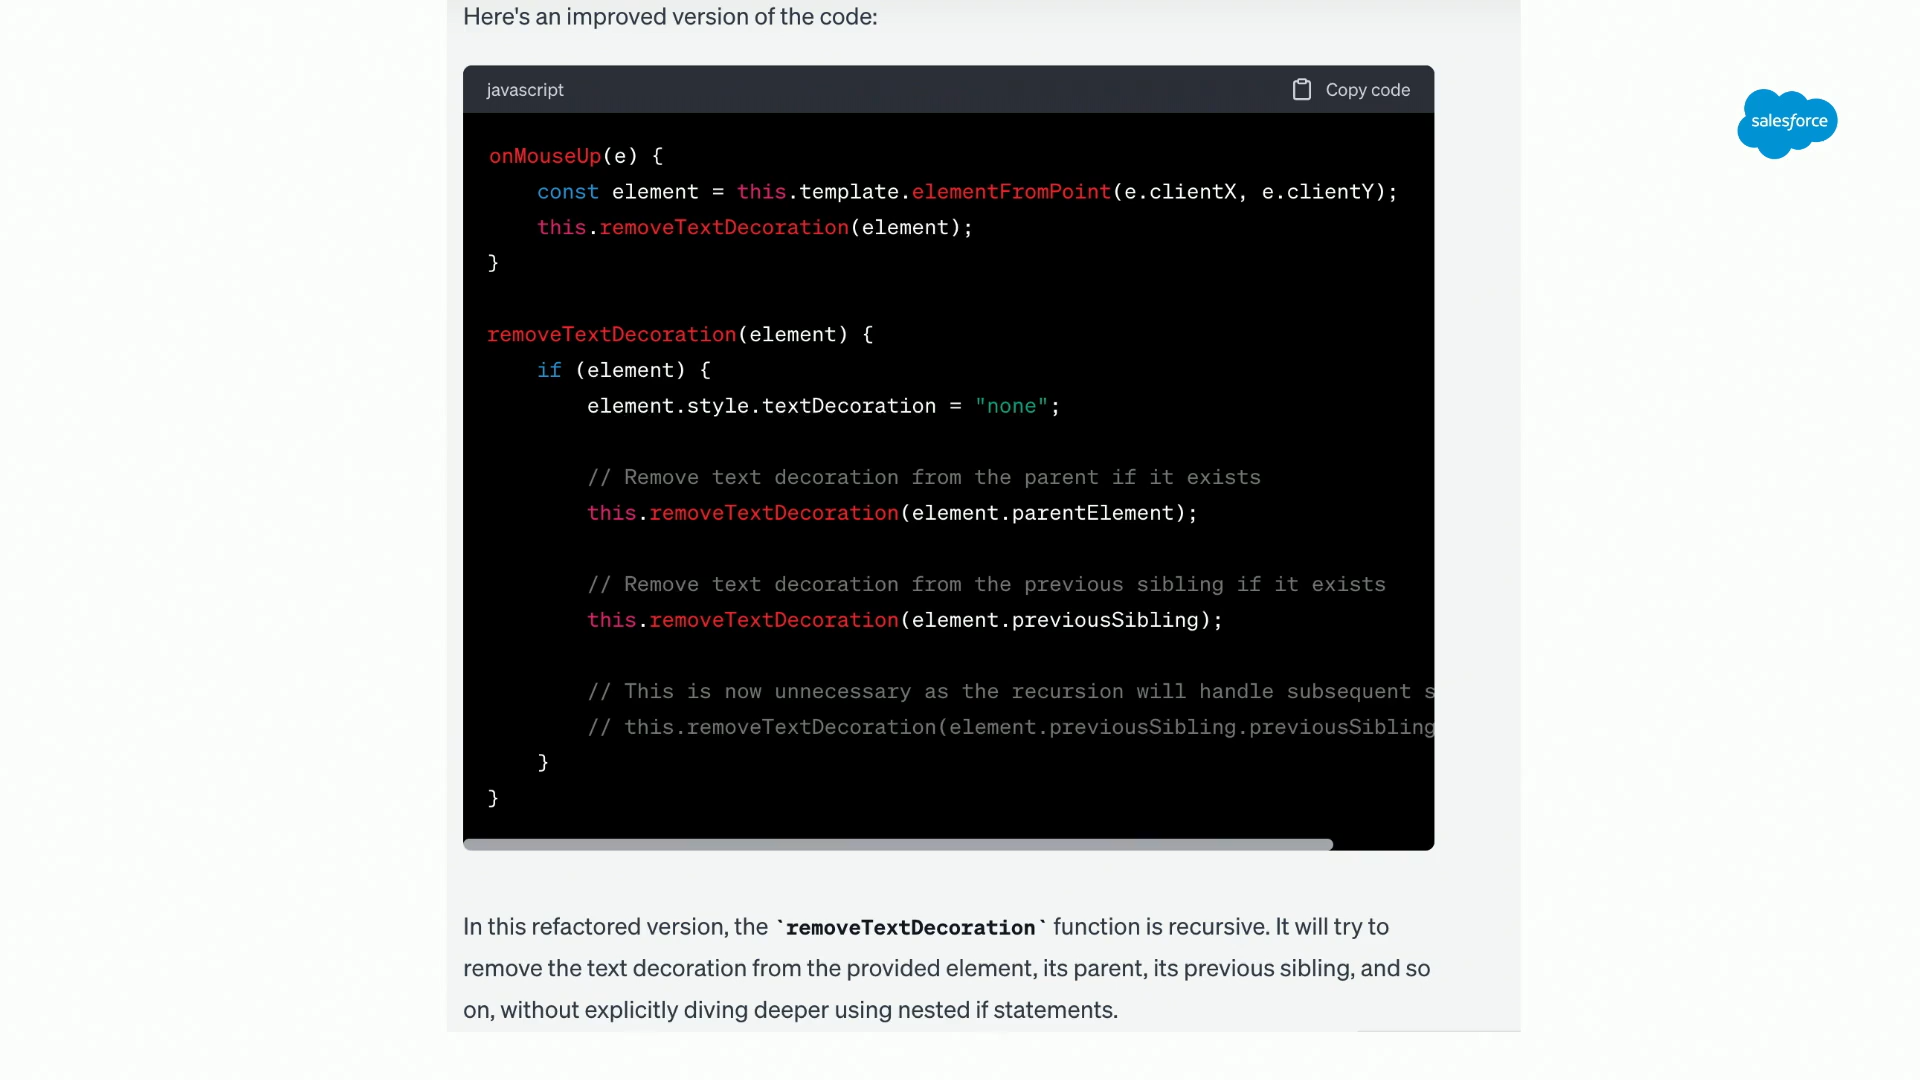 Here's an improved version of the code:
javascript
Copy code
salesforce
onMouseUp(e) {
    const element = this.template.elementFromPoint(e.clientX, e.clientY);
    this.removeTextDecoration(element);
}
removeTextDecoration(element) {
    if (element) {
        element.style.textDecoration = "none";
        // Remove text decoration from the parent if it exists
        this.removeTextDecoration(element.parentElement);
        // Remove text decoration from the previous sibling if it exists
        this.removeTextDecoration(element.previousSibling);
        // This is now unnecessary as the recursion will handle subsequent s
        // this.removeTextDecoration(element.previousSibling.previousSibling
    }
}
In this refactored version, the `removeTextDecoration` function is recursive. It will try to
remove the text decoration from the provided element, its parent, its previous sibling, and so
on, without explicitly diving deeper using nested if statements.